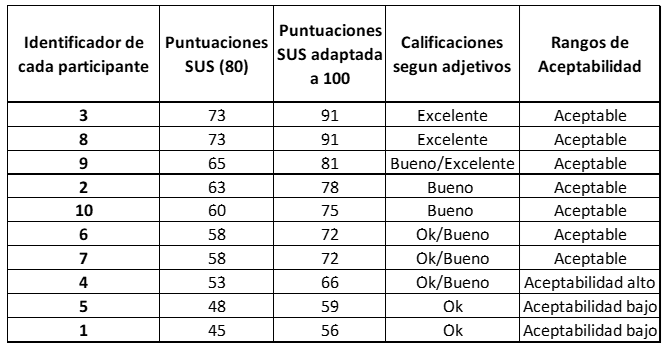 Identificador de cada participante | Puntuaciones SUS (80) | Puntuaciones SUS adaptada a 100 | Calificaciones segun adjetivos | Rangos de Aceptabilidad
3 | 73 | 91 | Excelente | Aceptable
8 | 73 | 91 | Excelente | Aceptable
9 | 65 | 81 | Bueno/Excelente | Aceptable
2 | 63 | 78 | Bueno | Aceptable
10 | 60 | 75 | Bueno | Aceptable
6 | 58 | 72 | Ok/Bueno | Aceptable
7 | 58 | 72 | Ok/Bueno | Aceptable
4 | 53 | 66 | Ok/Bueno | Aceptabilidad alto
5 | 48 | 59 | Ok | Aceptabilidad bajo
1 | 45 | 56 | Ok | Aceptabilidad bajo